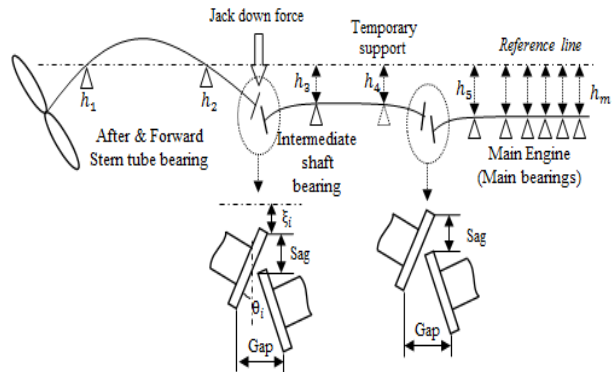 Jack down force
Temporary
support
Reference line
h₁
h₂
h₃
h₄
h₅
hₘ
After & Forward
Stern tube bearing
Intermediate
shaft
bearing
Main Engine
(Main bearings)
ξᵢ
Sag
θᵢ
Gap
Sag
Gap